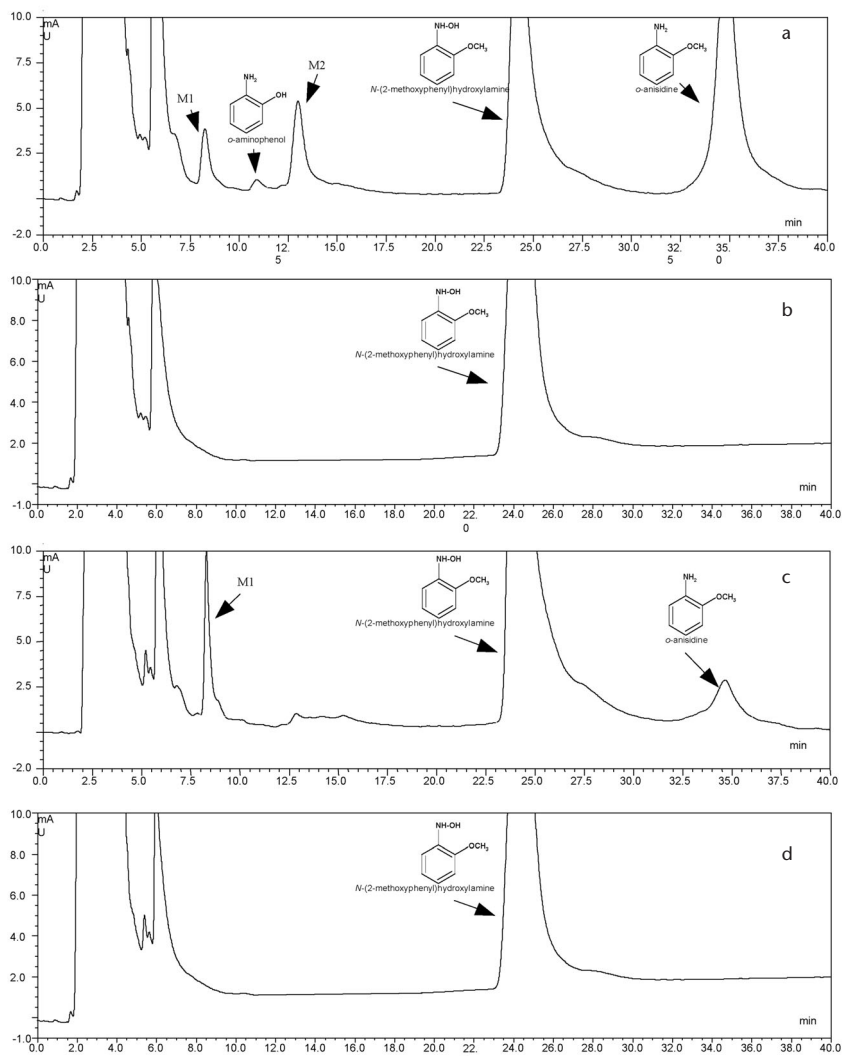 10.0
mA
U
7.5
5.0
2.5
-2.0
0.0 2.5 5.0 7.5 10.0 12. 15.0 17.5 20.0 22.5 25.0 27.5 30.0 32. 35. 40.0
5 5 0
min
a
M1
NH2
OH
o-aminophenol
M2
NH-OH
OCH3
N-(2-methoxyphenyl)hydroxylamine
NH2
OCH3
o-anisidine
10.0
mA
U
8.0
6.0
4.0
2.0
-1.0
0.0 2.0 4.0 6.0 8.0 10.0 12.0 14.0 16.0 18.0 20.0 22. 24.0 26.0 28.0 30.0 32.0 34.0 36.0 38.0 40.0
0
min
b
NH-OH
OCH3
N-(2-methoxyphenyl)hydroxylamine
10.0
mA
U
7.5
5.0
2.5
-2.0
0.0 2.5 5.0 7.5 10.0 12.5 15.0 17.5 20.0 22.5 25.0 27.5 30.0 32.5 35.0 37.5 40.0
min
c
M1
NH-OH
OCH3
N-(2-methoxyphenyl)hydroxylamine
NH2
OCH3
o-anisidine
10.0
mA
U
8.0
6.0
4.0
2.0
-1.0
0.0 2.0 4.0 6.0 8.0 10.0 12.0 14.0 16.0 18.0 20.0 22.0 24.0 26.0 28.0 30.0 32.0 34.0 36.0 38.0 40.0
min
d
NH-OH
OCH3
N-(2-methoxyphenyl)hydroxylamine